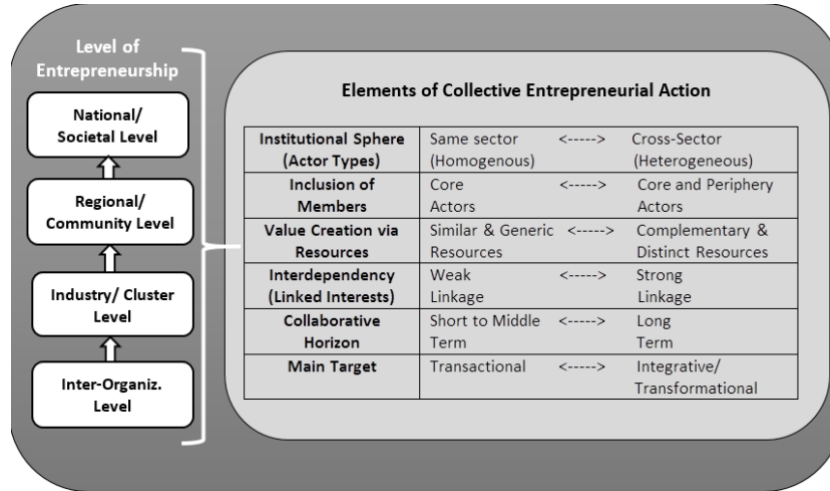 Level of
Entrepreneurship
National/
Societal Level
Regional/
Community Level
Industry/ Cluster
Level
Inter-Organiz.
Level
Elements of Collective Entrepreneurial Action
Institutional Sphere Same sector <-----> Cross-Sector
(Actor Types) (Homogenous) (Heterogeneous)
Inclusion of Core <-----> Core and Periphery
Members Actors Actors
Value Creation via Similar & Generic <-----> Complementary &
Resources Resources Distinct Resources
Interdependency Weak <-----> Strong
(Linked Interests) Linkage Linkage
Collaborative Short to Middle <-----> Long
Horizon Term Term
Main Target Transactional <-----> Integrative/
Transformational